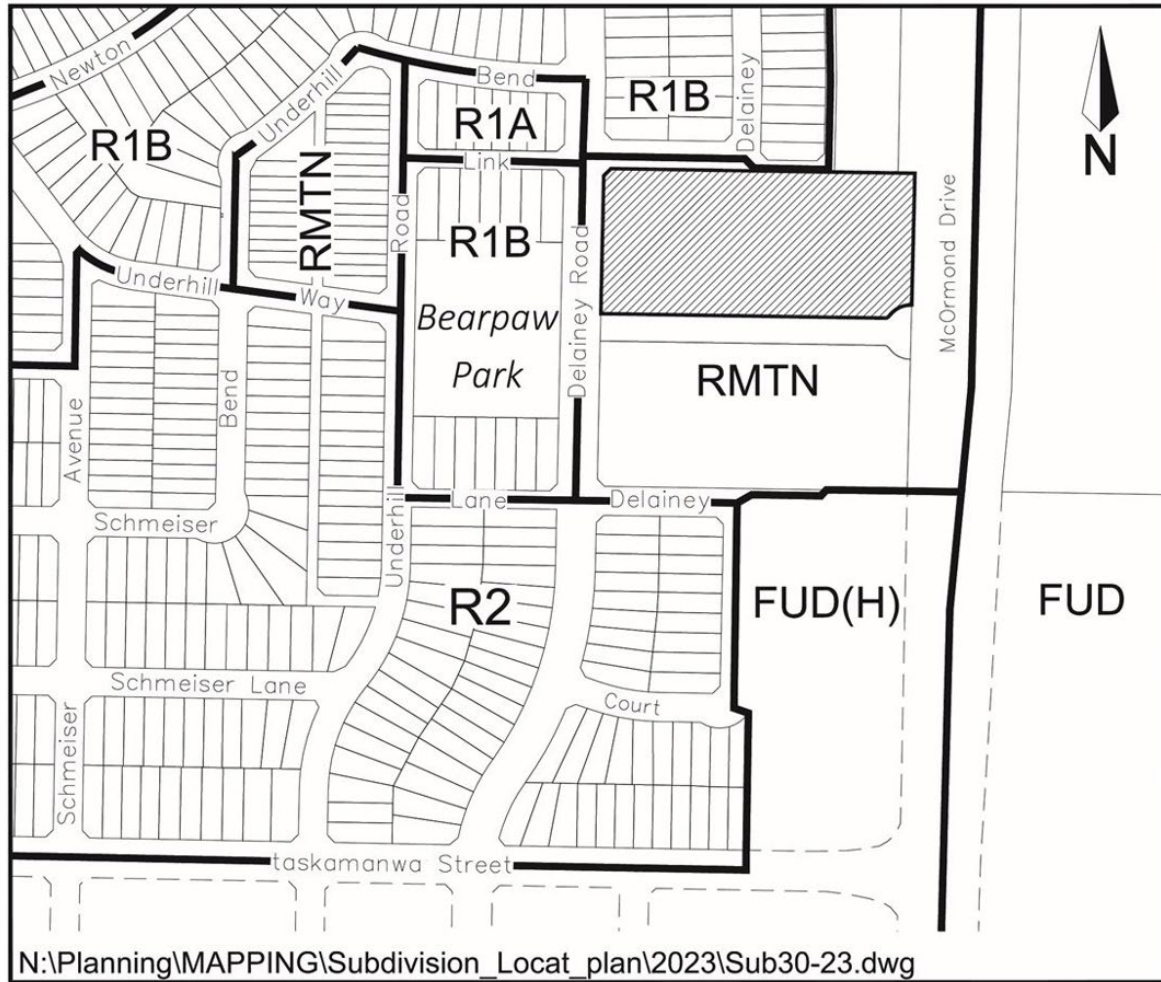 Newton
Underhill
Bend
Delainey
R1B
R1A
R1B
N
RMTN
Link
Road
R1B
McOrmond Drive
Underhill
Way
Bearpaw
Park
Delainey Road
RMTN
Bend
Avenue
Lane
Delainey
Schmeiser
Underhill
R2
FUD(H)
FUD
Schmeiser Lane
Court
Schmeiser
taskamanwa Street
N:\Planning\MAPPING\Subdivision_Locat_plan\2023\Sub30-23.dwg